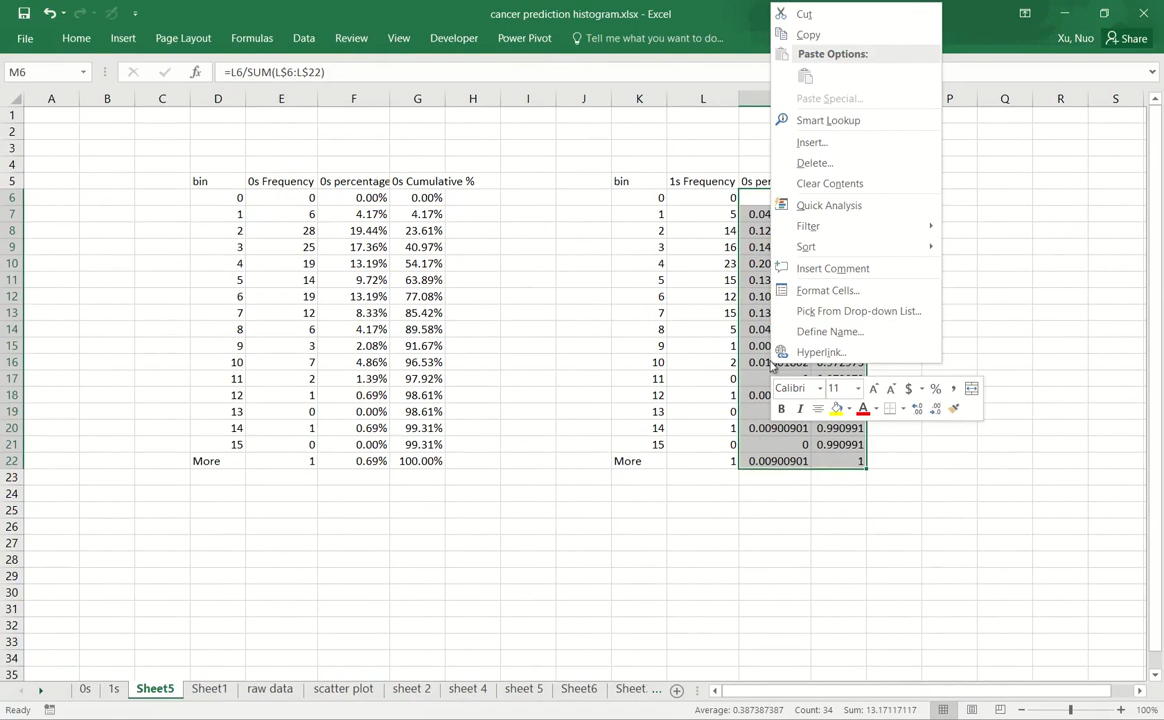 cancer prediction histogram.xlsx - Excel
File Home Insert Page Layout Formulas Data Review View Developer Power Pivot Tell me what you want to do... Xu, Nuo Share
M6 fx =L6/SUM(L$6:L$22)
A B C D E F G H I J K L P Q R S
1
2
3
4
5 bin 0s Frequency 0s percentage 0s Cumulative % bin 1s Frequency 0s per
6 0 0 0.00% 0.00% 0 0
7 1 6 4.17% 4.17% 1 5 0.04
8 2 28 19.44% 23.61% 2 14 0.12
9 3 25 17.36% 40.97% 3 16 0.14
10 4 19 13.19% 54.17% 4 23 0.20
11 5 14 9.72% 63.89% 5 15 0.13
12 6 19 13.19% 77.08% 6 12 0.10
13 7 12 8.33% 85.42% 7 15 0.13
14 8 6 4.17% 89.58% 8 5 0.04
15 9 3 2.08% 91.67% 9 1 0.00
16 10 7 4.86% 96.53% 10 2 0.01801802 0.972973
17 11 2 1.39% 97.92% 11 0
18 12 1 0.69% 98.61% 12 1 0.00
19 13 0 0.00% 98.61% 13 0
20 14 1 0.69% 99.31% 14 1 0.00900901 0.990991
21 15 0 0.00% 99.31% 15 0 0 0.990991
22 More 1 0.69% 100.00% More 1 0.00900901 1
23
24
25
26
27
28
29
30
31
32
33
34
35
Cut
Copy
Paste Options:
Paste Special...
Smart Lookup
Insert...
Delete...
Clear Contents
Quick Analysis
Filter
Sort
Insert Comment
Format Cells...
Pick From Drop-down List...
Define Name...
Hyperlink...
Calibri 11 A A $ % ,
B I A
0s 1s Sheet5 Sheet1 raw data scatter plot sheet 2 sheet 4 sheet 5 Sheet6 Sheet. ...
Ready Average: 0.387387387 Count: 34 Sum: 13.17117117 100%